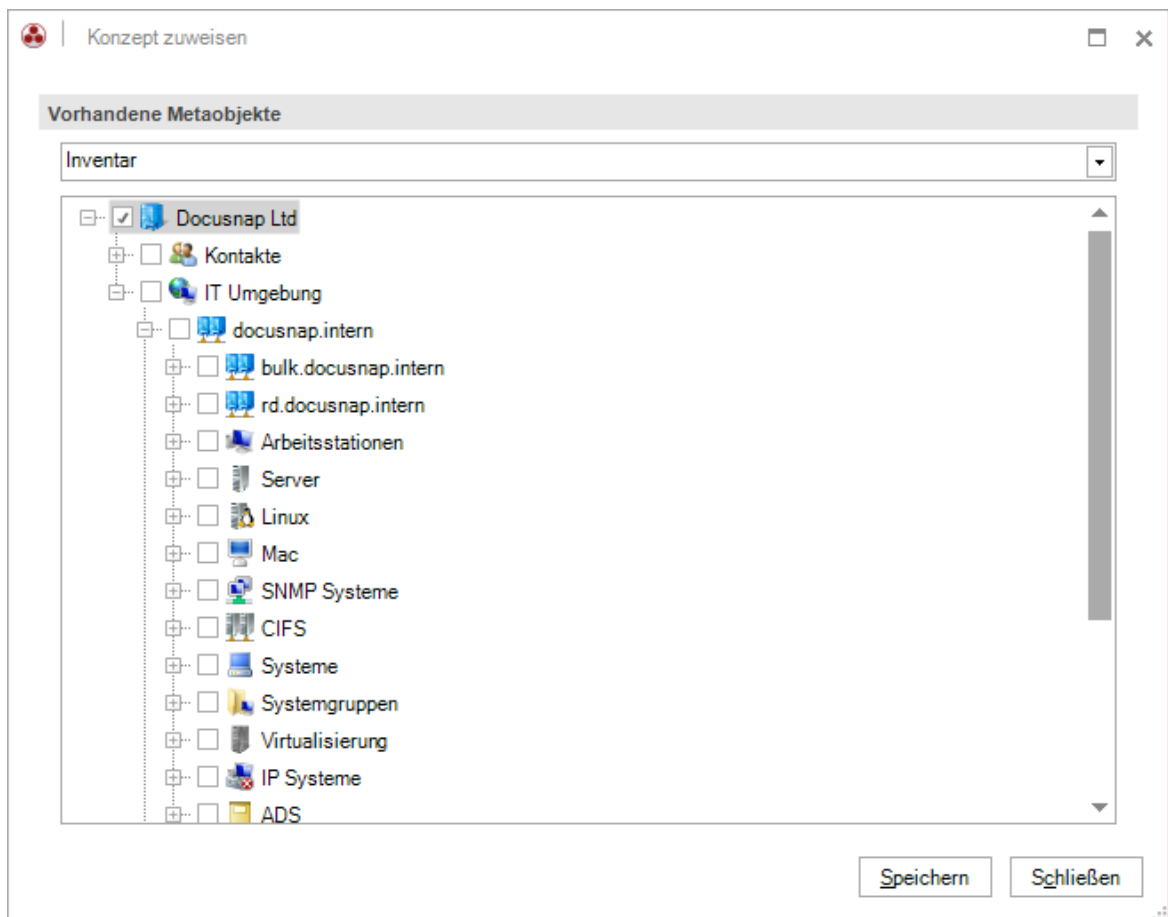 Konzept zuweisen
Vorhandene Metaobjekte
Inventar
Docusnap Ltd
Kontakte
IT Umgebung
docusnap.intern
bulk.docusnap.intern
rd.docusnap.intern
Arbeitsstationen
Server
Linux
Mac
SNMP Systeme
CIFS
Systeme
Systemgruppen
Virtualisierung
IP Systeme
ADS
Speichern Schließen